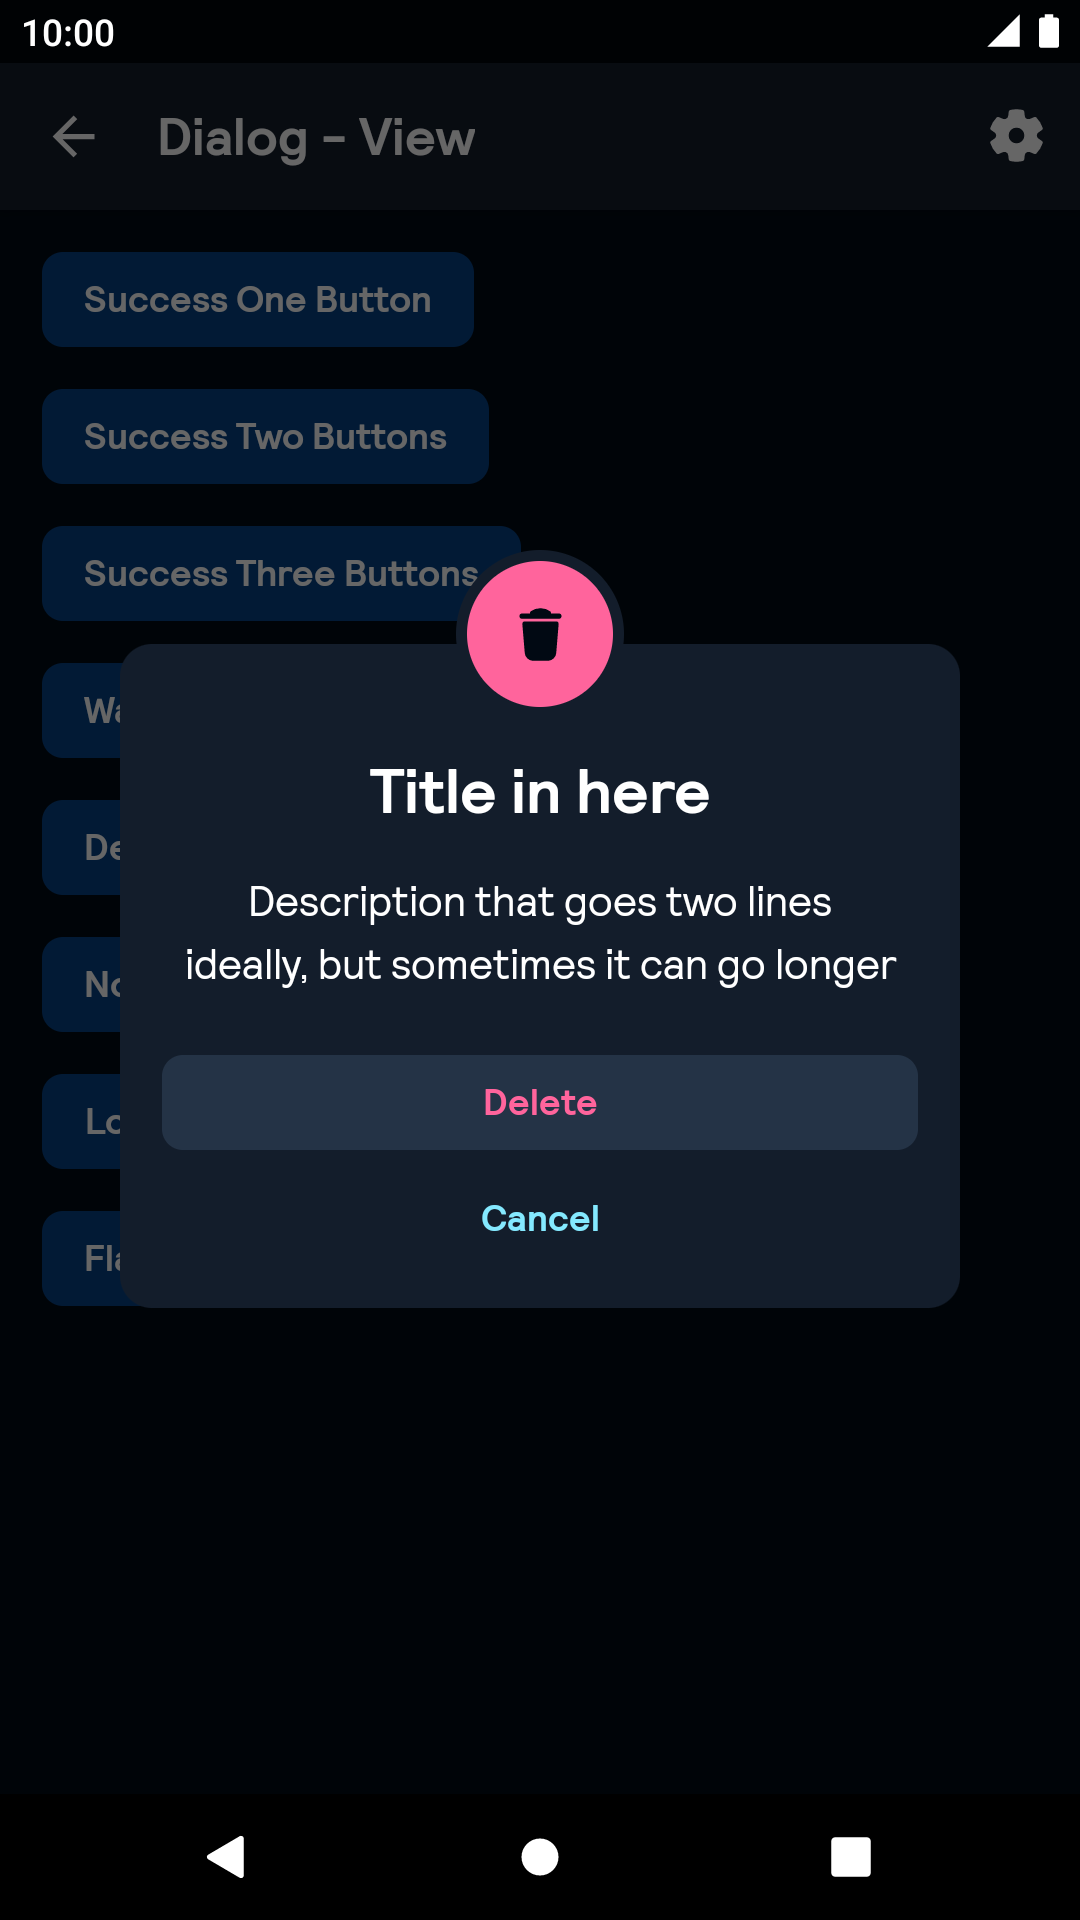 10:00
Dialog - View
Success One Button
Success Two Buttons
Success Three Buttons
Title in here
Description that goes two lines
ideally, but sometimes it can go longer
Delete
Cancel